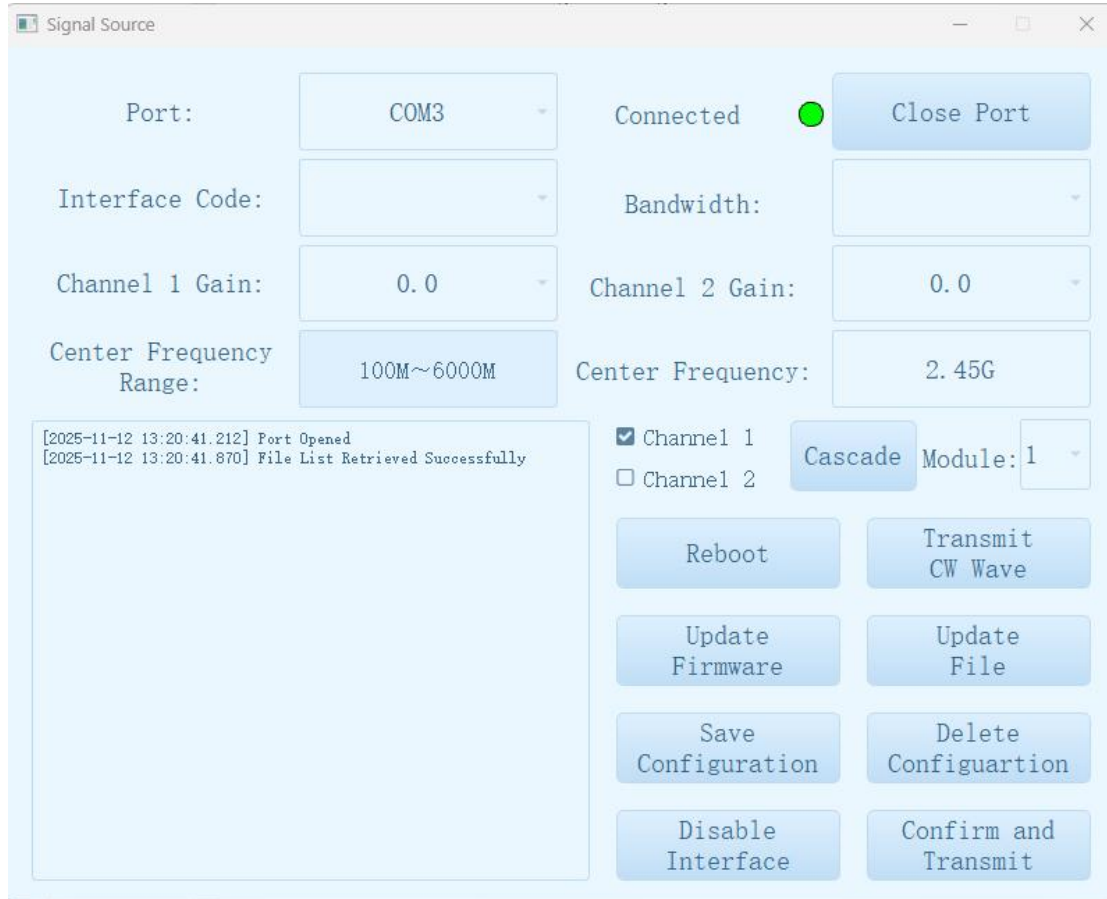 Signal Source
Port:
COM3
Connected
Close Port
Interface Code:
Bandwidth:
Channel 1 Gain:
0.0
Channel 2 Gain:
0.0
Center Frequency
Range:
100M~6000M
Center Frequency:
2.45G
[2025-11-12 13:20:41.212] Port Opened
[2025-11-12 13:20:41.870] File List Retrieved Successfully
Channel 1
Channel 2
Cascade
Module:
1
Reboot
Transmit
CW Wave
Update
Firmware
Update
File
Save
Configuration
Delete
Configuartion
Disable
Interface
Confirm and
Transmit